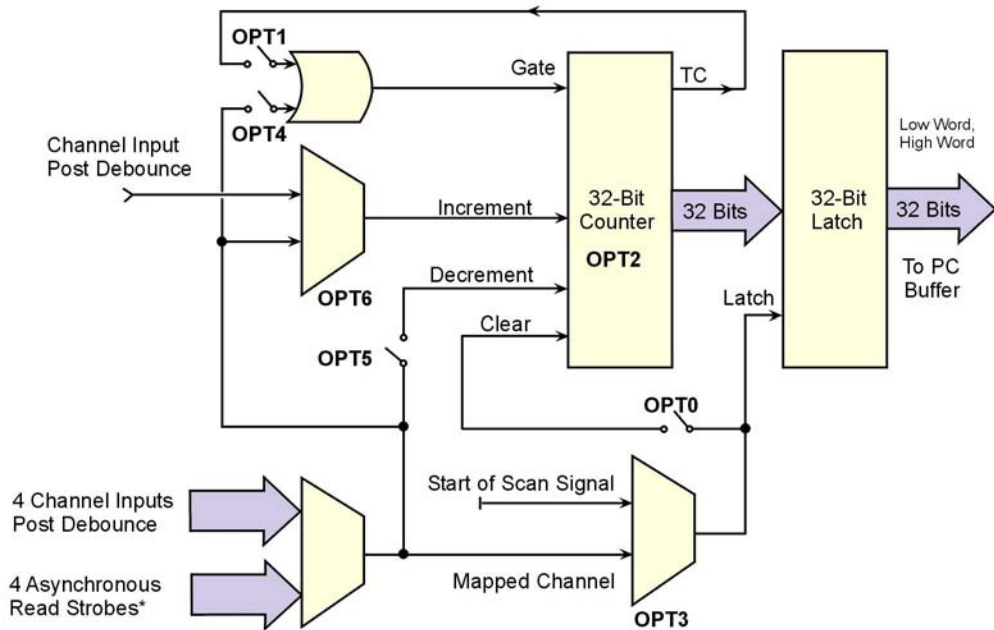 OPT1
OPT4
Gate
TC
Channel Input
Post Debounce
Increment
OPT6
Decrement
OPT5
Clear
32-Bit
Counter
OPT2
32 Bits
32-Bit
Latch
Low Word,
High Word
32 Bits
To PC
Buffer
Latch
OPT0
4 Channel Inputs
Post Debounce
4 Asynchronous
Read Strobes*
Start of Scan Signal
Mapped Channel
OPT3